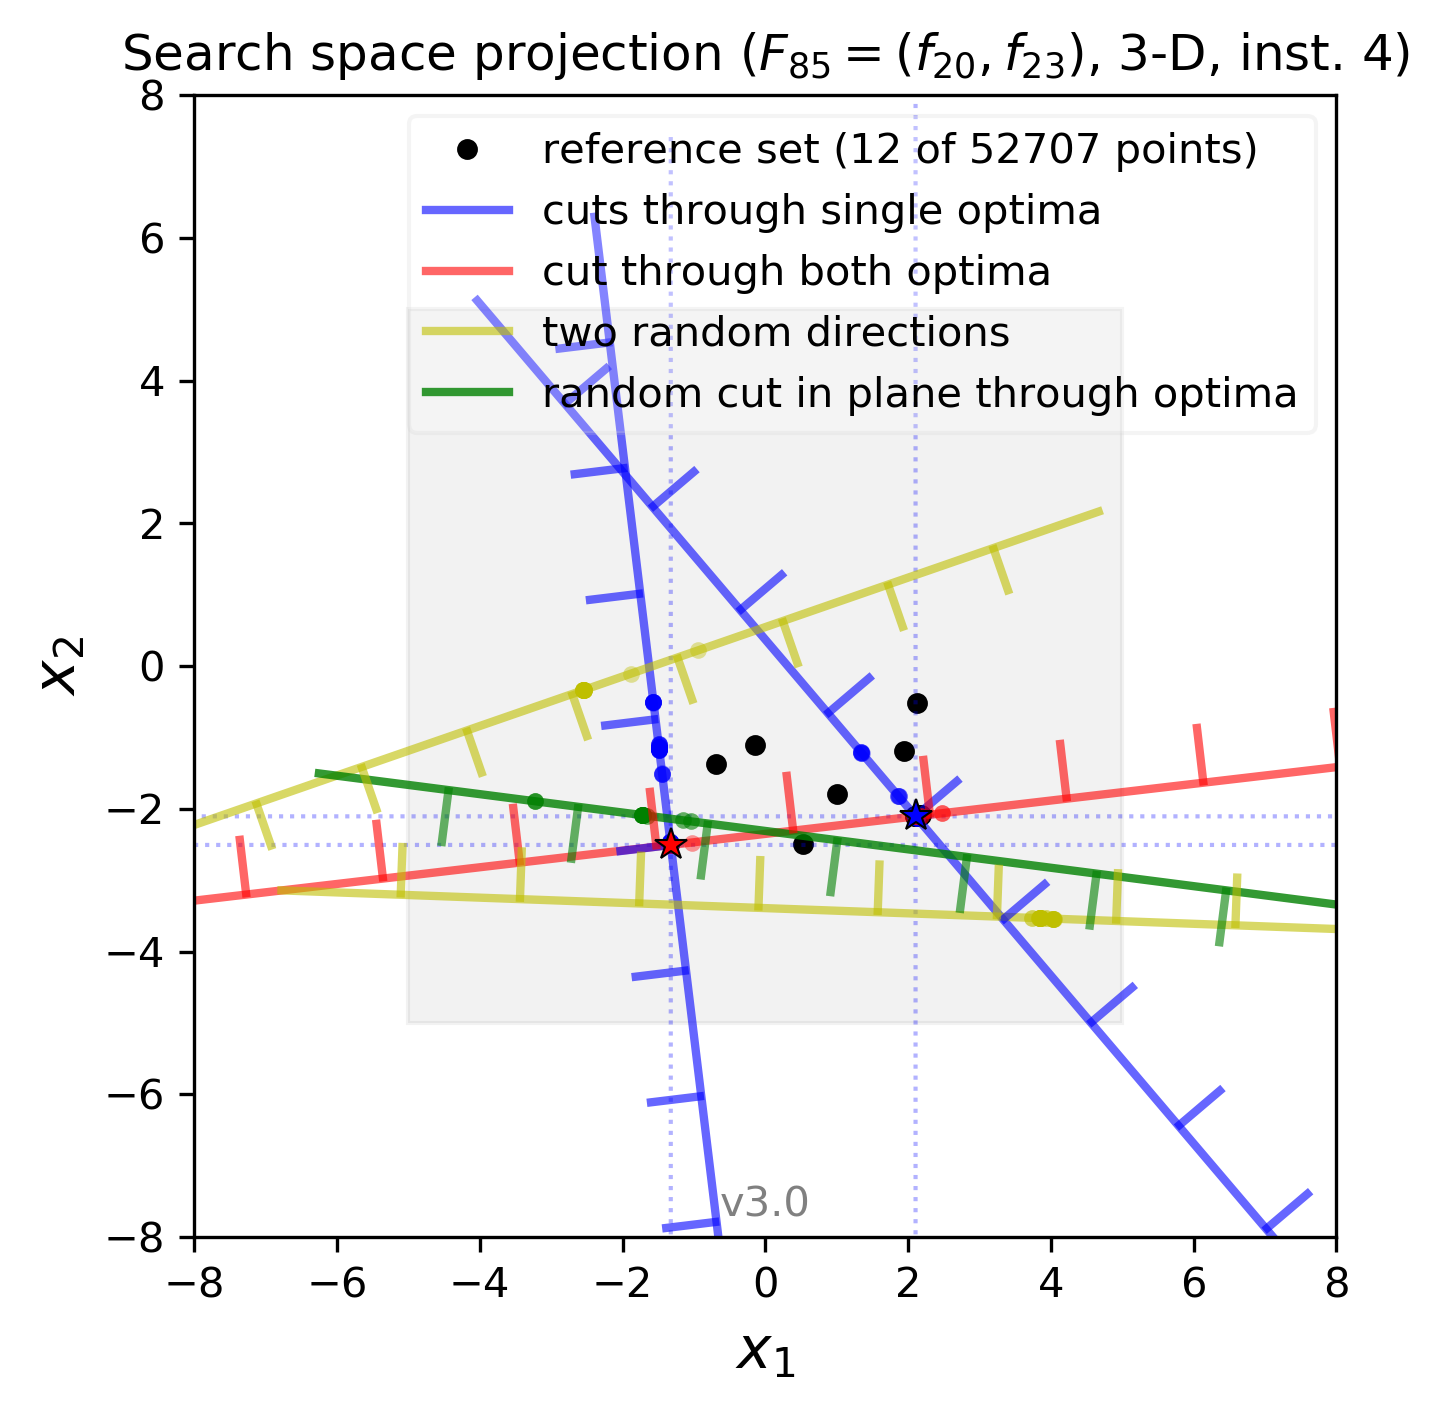 Search space projection (F85 = (f20, f23), 3-D, inst. 4)
reference set (12 of 52707 points)
cuts through single optima
cut through both optima
two random directions
random cut in plane through optima
8
6
4
2
0
−2
−4
−6
−8
x2
v3.0
−8 −6 −4 −2 0 2 4 6 8
x1